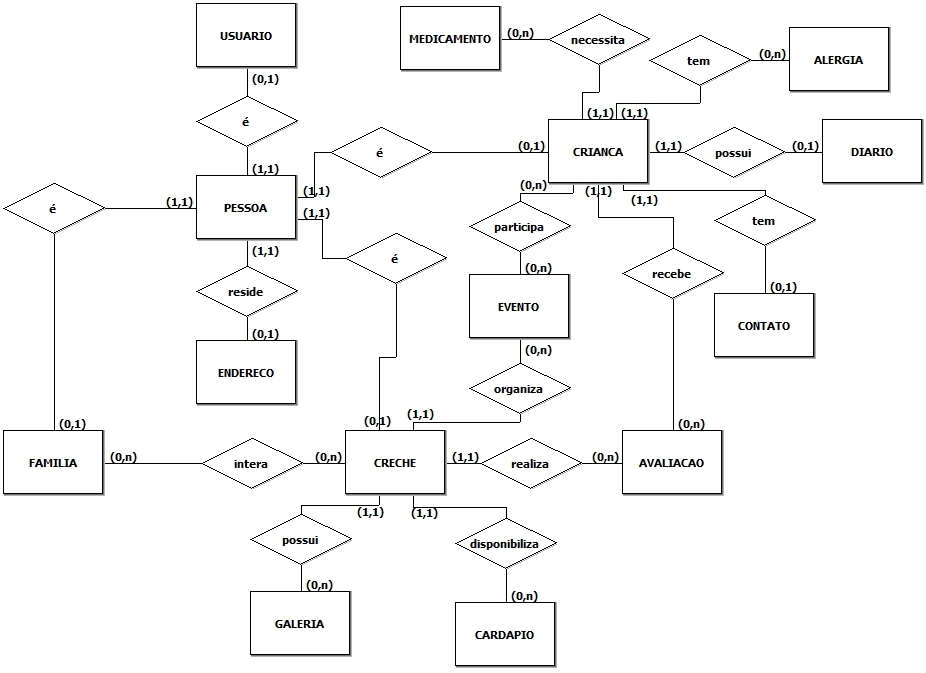 USUARIO
(0,1)
é
(1,1)
MEDICAMENTO
(0,n)
necessita
(1,1)
tem
(0,n)
ALERGIA
(1,1)
é
(0,1)
CRIANCA
(1,1)
possui
(0,1)
DIARIO
é
(1,1)
PESSOA
(1,1)
(1,1)
(1,1)
reside
(0,1)
ENDERECO
é
(0,n)
participa
(0,n)
EVENTO
(0,n)
organiza
(1,1)
(1,1)
recebe
(0,n)
(1,1)
tem
(0,1)
CONTATO
(0,1)
FAMILIA
(0,n)
intera
(0,n)
(0,1)
CRECHE
(1,1)
realiza
(0,n)
AVALIACAO
(1,1)
possui
(0,n)
GALERIA
(1,1)
disponibiliza
(0,n)
CARDAPIO